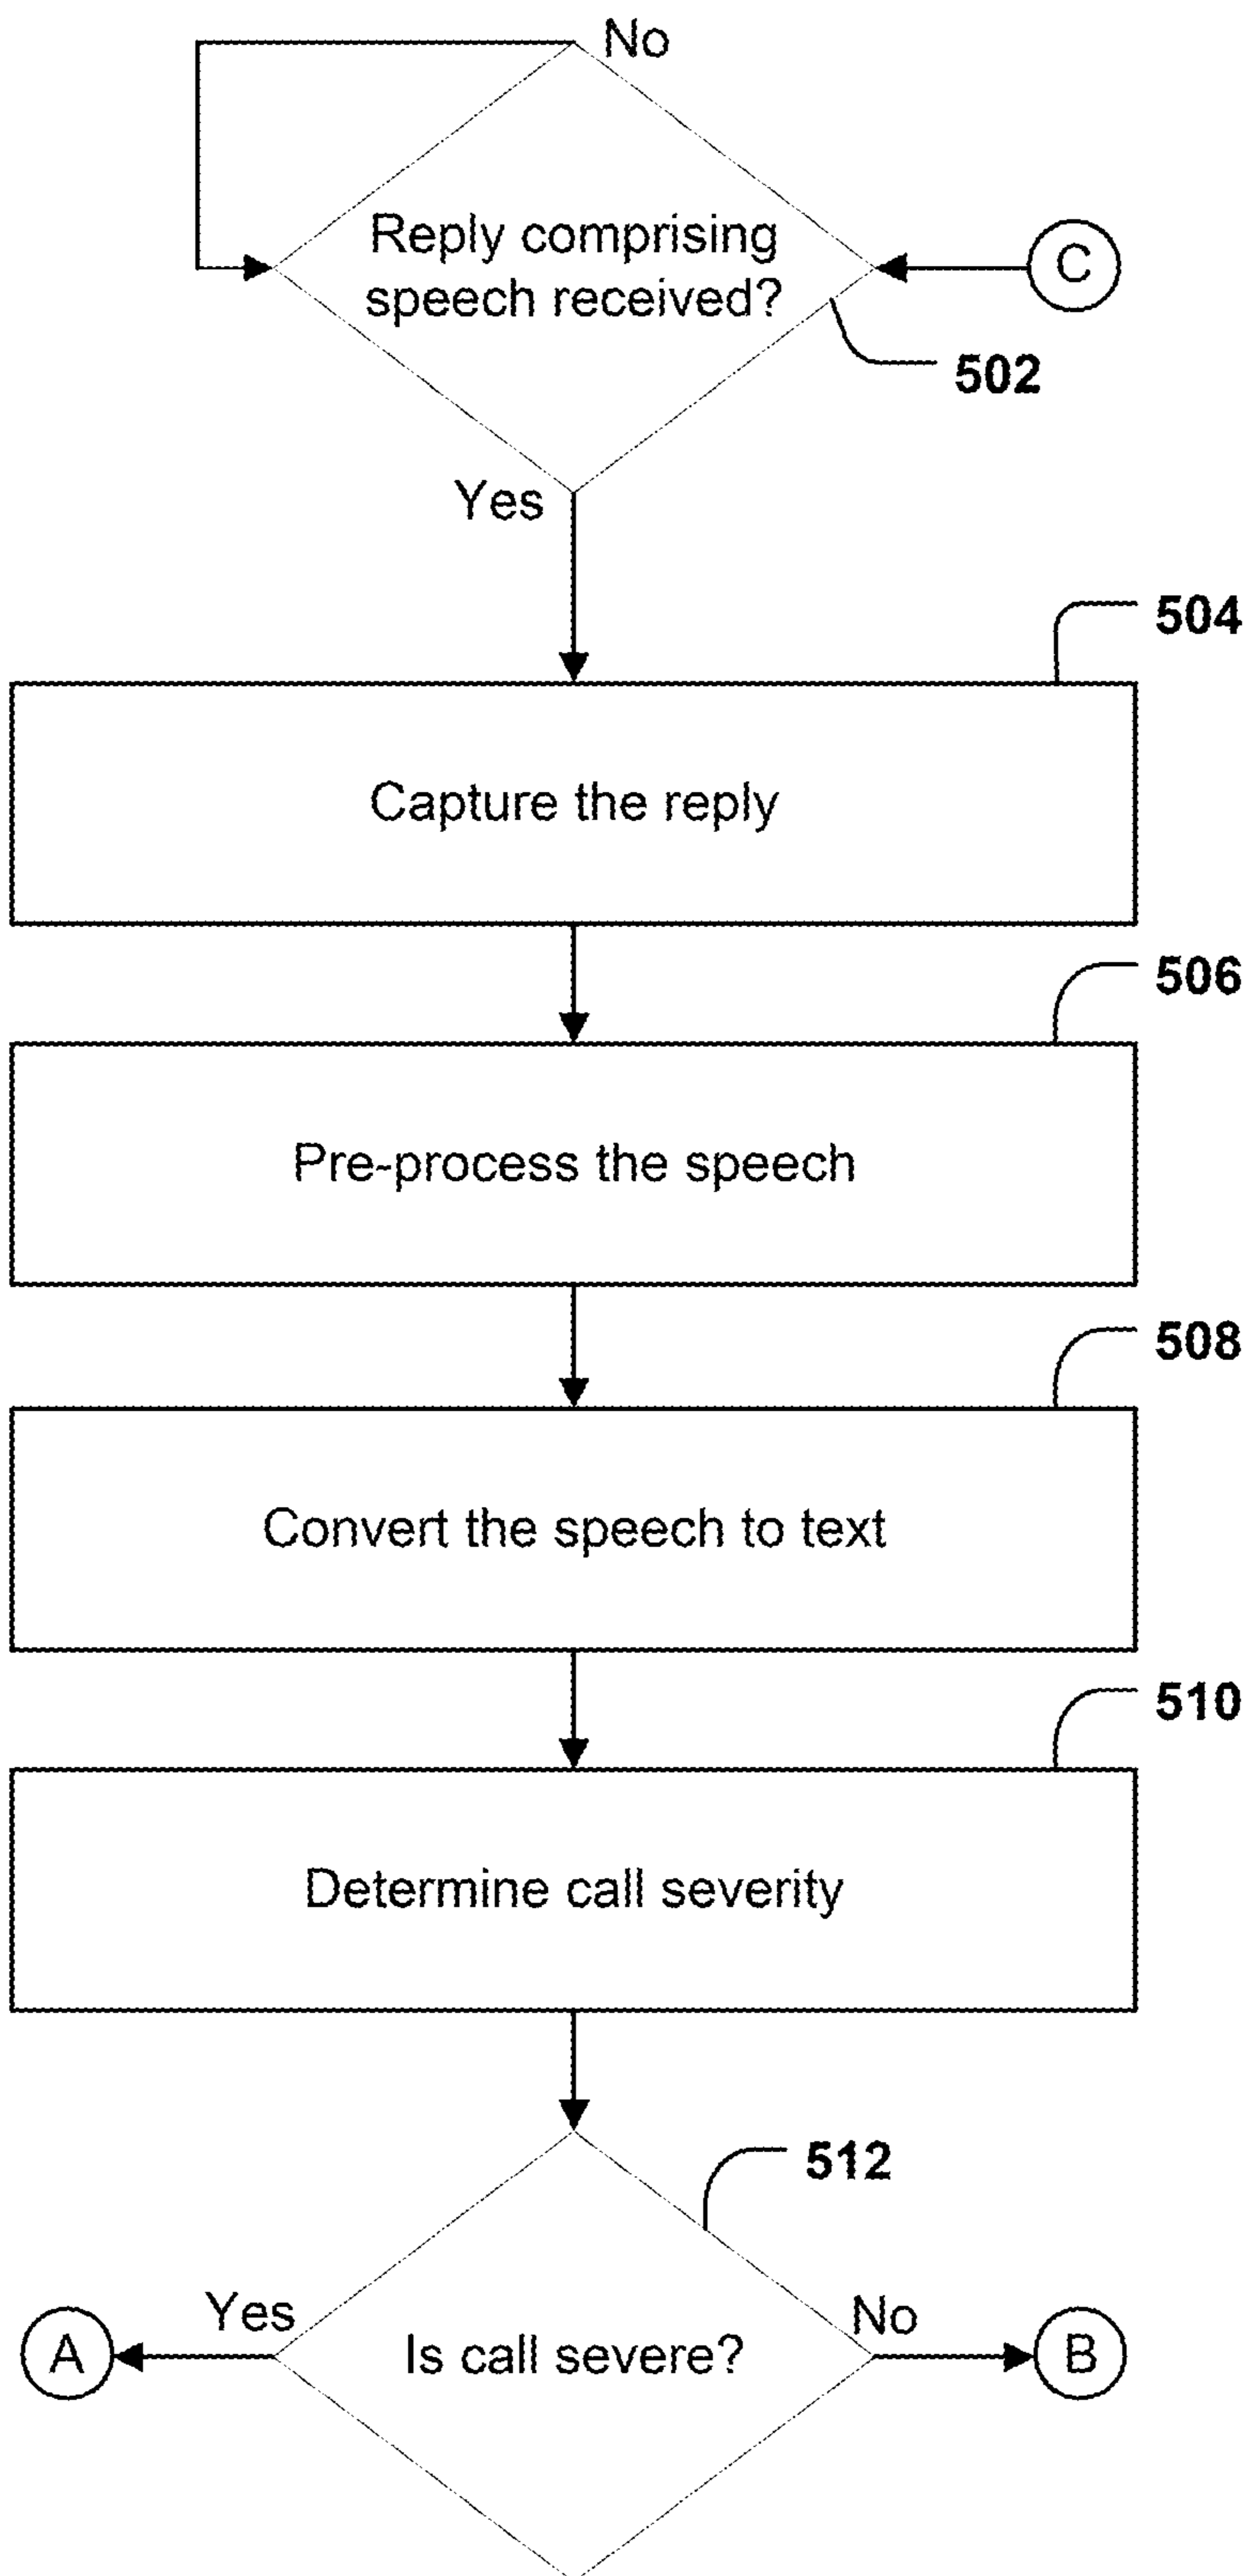 No
Reply comprising
speech received?
C
502
Yes
504
Capture the reply
506
Pre-process the speech
508
Convert the speech to text
510
Determine call severity
512
Yes
No
A
Is call severe?
B